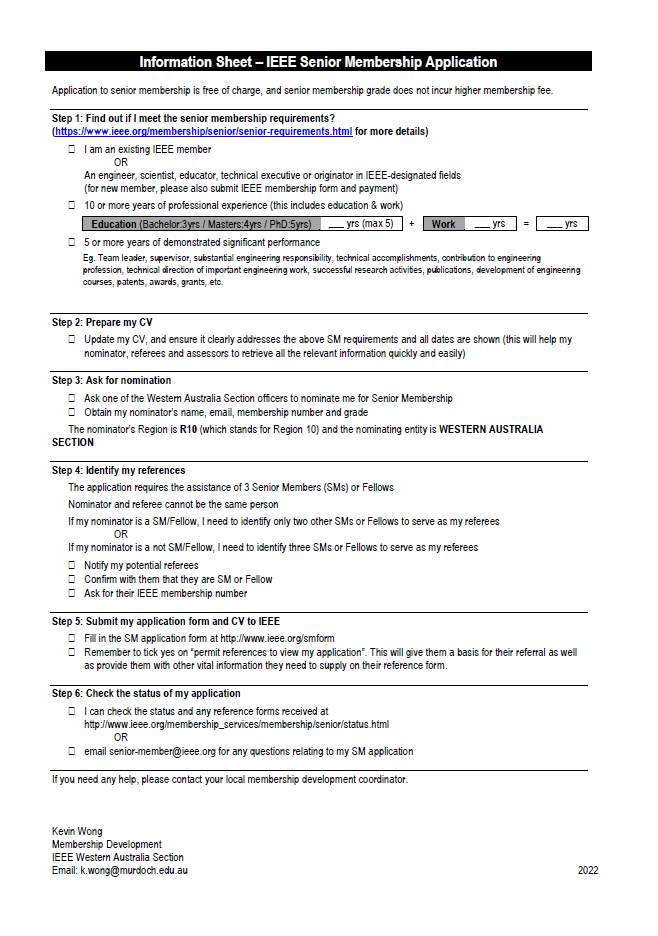 Information Sheet – IEEE Senior Membership Application
Application to senior membership is free of charge, and senior membership grade does not incur higher membership fee.
Step 1: Find out if I meet the senior membership requirements?
(https://www.ieee.org/membership/senior/senior-requirements.html for more details)
☐ I am an existing IEEE member
OR
An engineer, scientist, educator, technical executive or originator in IEEE-designated fields
(for new member, please also submit IEEE membership form and payment)
☐ 10 or more years of professional experience (this includes education & work)
Education (Bachelor:3yrs / Masters:4yrs / PhD:5yrs) ___ yrs (max 5) + Work ___ yrs = ___ yrs
☐ 5 or more years of demonstrated significant performance
Eg. Team leader, supervisor, substantial engineering responsibility, technical accomplishments, contribution to engineering
profession, technical direction of important engineering work, successful research activities, publications, development of engineering
courses, patents, awards, grants, etc.
Step 2: Prepare my CV
☐ Update my CV, and ensure it clearly addresses the above SM requirements and all dates are shown (this will help my
nominator, referees and assessors to retrieve all the relevant information quickly and easily)
Step 3: Ask for nomination
☐ Ask one of the Western Australia Section officers to nominate me for Senior Membership
☐ Obtain my nominator's name, email, membership number and grade
The nominator's Region is R10 (which stands for Region 10) and the nominating entity is WESTERN AUSTRALIA
SECTION
Step 4: Identify my references
The application requires the assistance of 3 Senior Members (SMs) or Fellows
Nominator and referee cannot be the same person
If my nominator is a SM/Fellow, I need to identify only two other SMs or Fellows to serve as my referees
OR
If my nominator is a not SM/Fellow, I need to identify three SMs or Fellows to serve as my referees
☐ Notify my potential referees
☐ Confirm with them that they are SM or Fellow
☐ Ask for their IEEE membership number
Step 5: Submit my application form and CV to IEEE
☐ Fill in the SM application form at http://www.ieee.org/smform
☐ Remember to tick yes on “permit references to view my application”. This will give them a basis for their referral as well
as provide them with other vital information they need to supply on their reference form.
Step 6: Check the status of my application
☐ I can check the status and any reference forms received at
http://www.ieee.org/membership_services/membership/senior/status.html
OR
☐ email senior-member@ieee.org for any questions relating to my SM application
If you need any help, please contact your local membership development coordinator.
Kevin Wong
Membership Development
IEEE Western Australia Section
Email: k.wong@murdoch.edu.au 2022